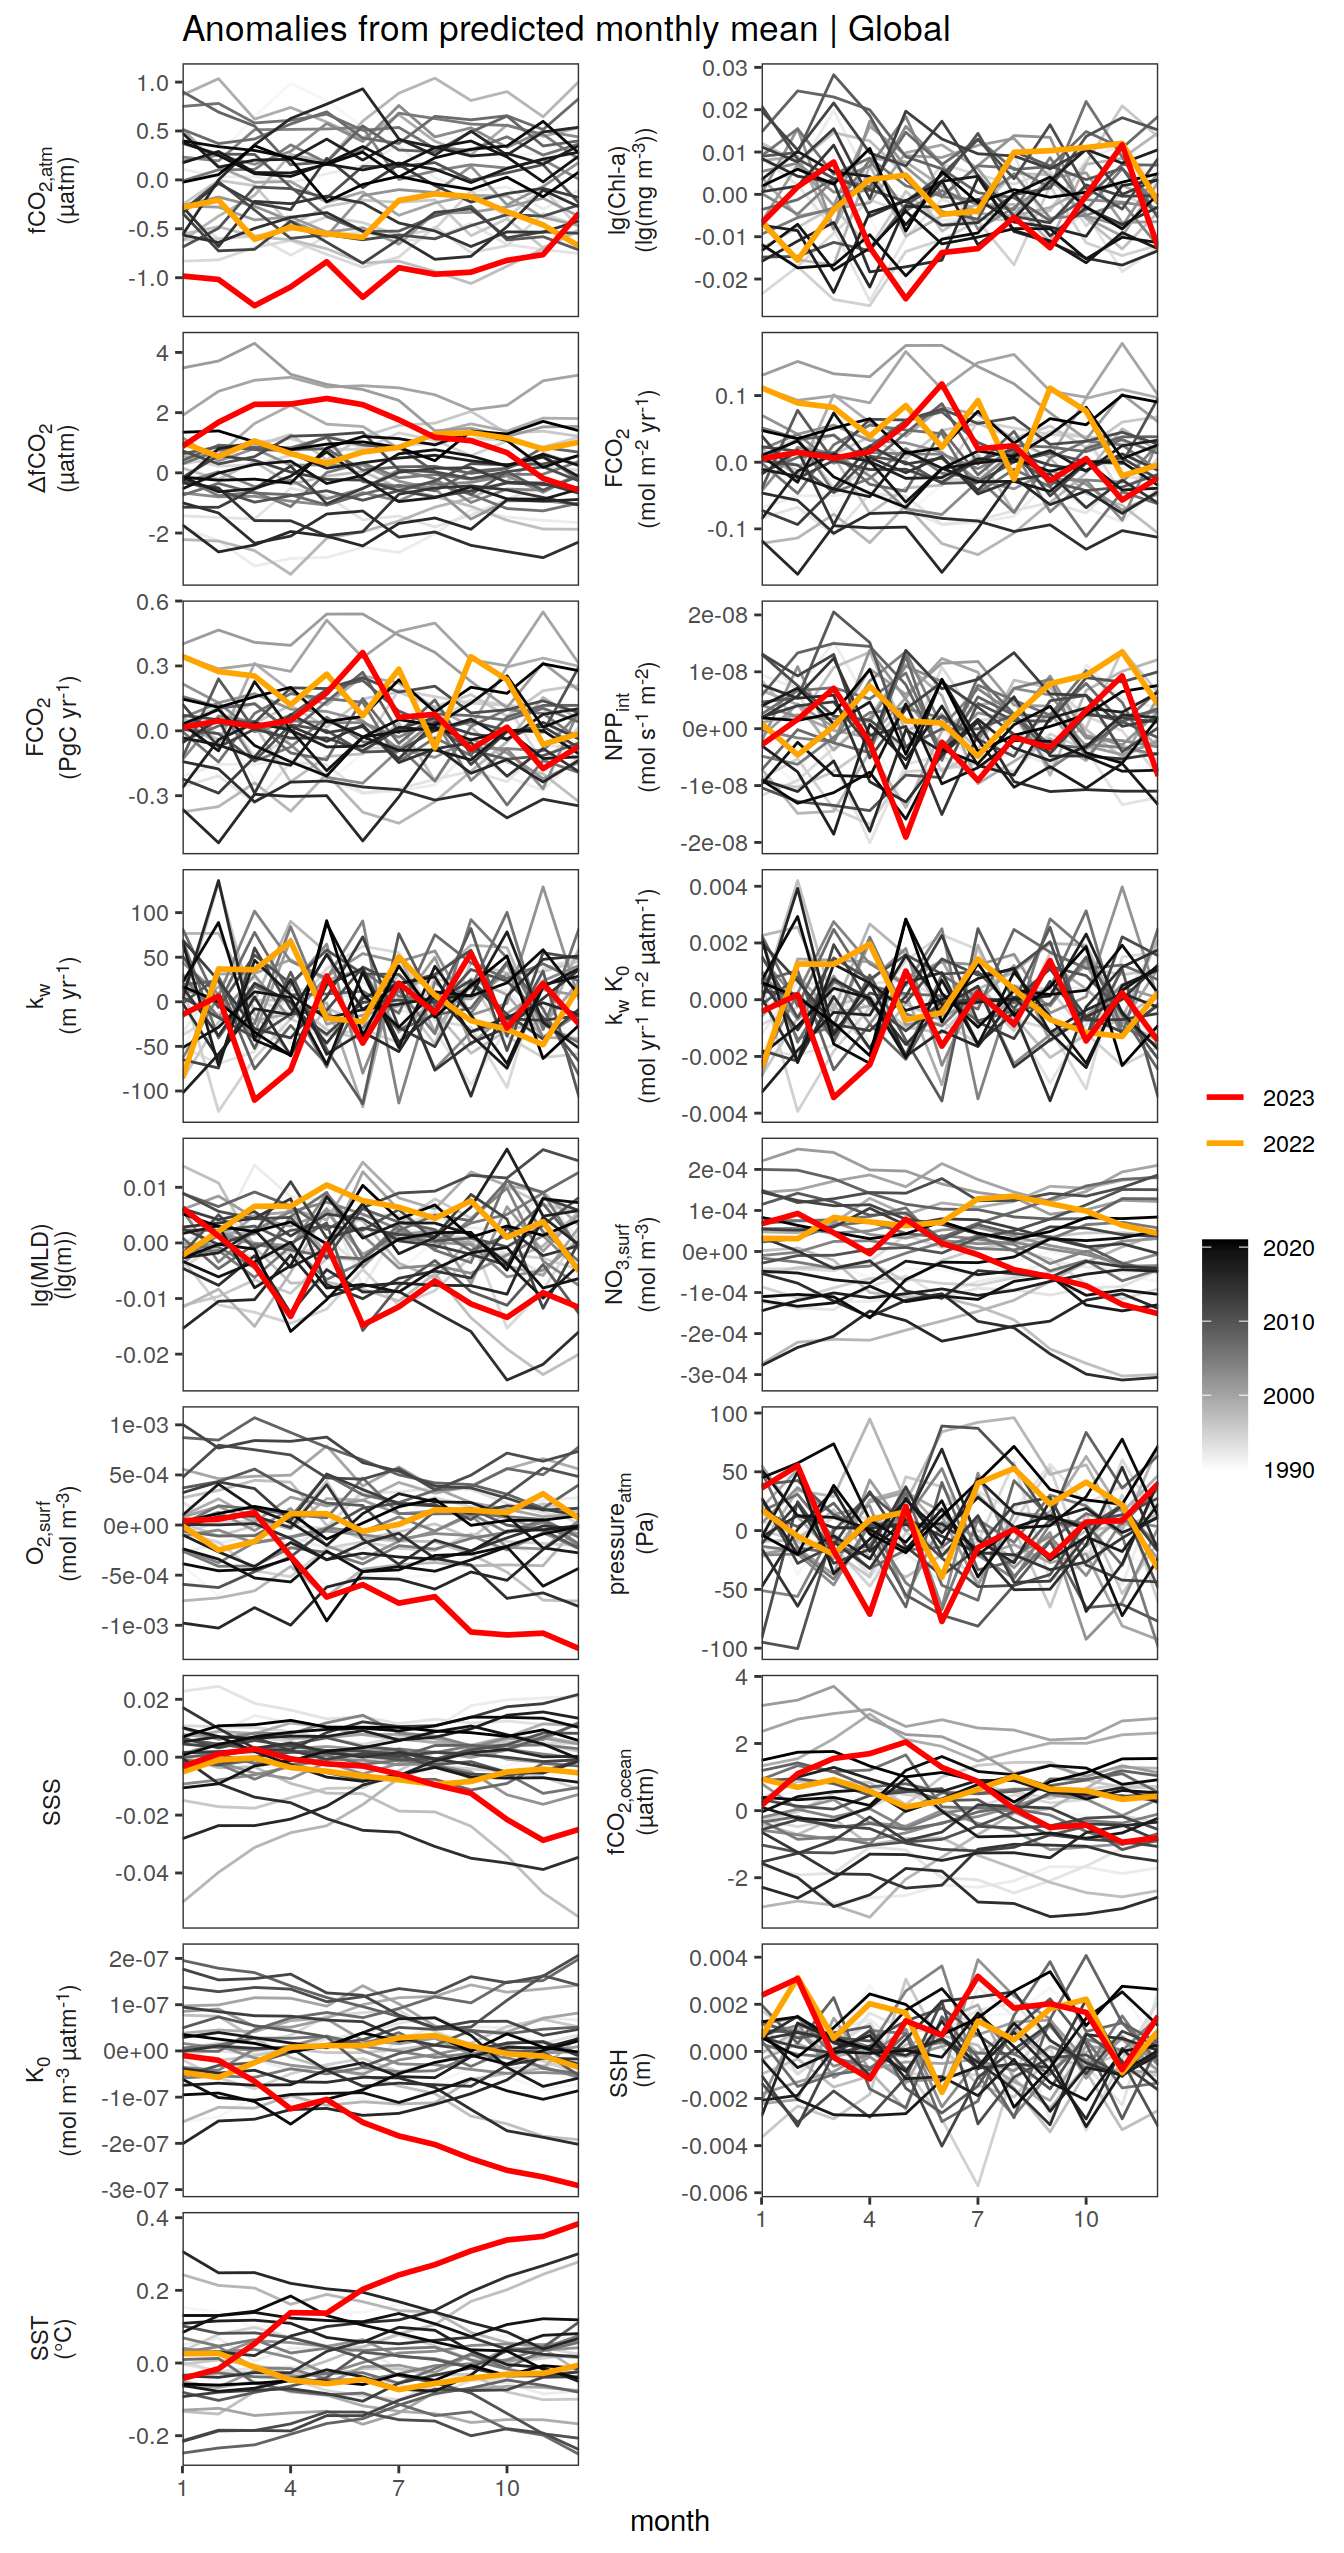 Anomalies from predicted monthly mean | Global
fCO2,atm
(µatm)
1.0
0.5
0.0
-0.5
-1.0
lg(Chl-a)
(lg(mg m-3))
0.03
0.02
0.01
0.00
-0.01
-0.02
ΔfCO2
(µatm)
4
2
0
-2
FCO2
(mol m-2 yr-1)
0.1
0.0
-0.1
FCO2
(PgC yr-1)
0.6
0.3
0.0
-0.3
NPPint
(mol s-1 m-2)
2e-08
1e-08
0e+00
-1e-08
-2e-08
kw
(m yr-1)
100
50
0
-50
-100
kw K0
(mol yr-1 m-2 µatm-1)
0.004
0.002
0.000
-0.002
-0.004
lg(MLD)
(lg(m))
0.01
0.00
-0.01
-0.02
NO3,surf
(mol m-3)
2e-04
1e-04
0e+00
-1e-04
-2e-04
-3e-04
O2,surf
(mol m-3)
1e-03
5e-04
0e+00
-5e-04
-1e-03
pressureatm
(Pa)
100
50
0
-50
-100
SSS
0.02
0.00
-0.02
-0.04
fCO2,ocean
(µatm)
4
2
0
-2
K0
(mol m-3 µatm-1)
2e-07
1e-07
0e+00
-1e-07
-2e-07
-3e-07
SSH
(m)
0.004
0.002
0.000
-0.002
-0.004
-0.006
1 4 7 10
SST
(°C)
0.4
0.2
0.0
-0.2
1 4 7 10
month
2023
2022
2020
2010
2000
1990